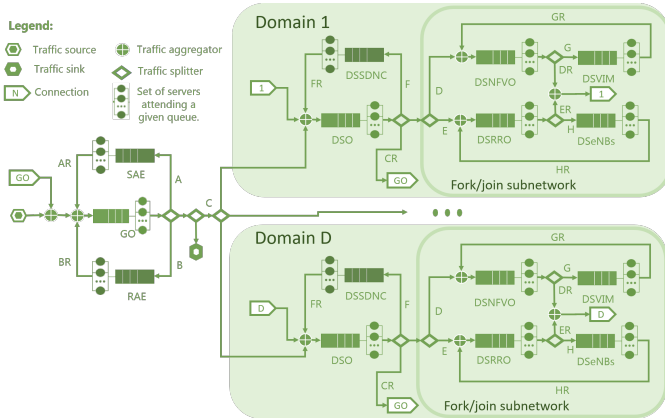 Legend:
Traffic source
Traffic aggregator
Traffic sink
Traffic splitter
N
Connection
Set of servers
attending a
given queue.
Domain 1
GR
DSSDNC
FR
F
DSNFVO
G
DR
DSVIM
1
D
1
ER
DSO
E
DSRRO
H
DSeNBs
CR
GO
HR
Fork/join subnetwork
AR
SAE
A
GO
C
GO
BR
B
RAE
Domain D
GR
DSSDNC
FR
F
DSNFVO
G
DR
DSVIM
D
D
D
ER
DSO
E
DSRRO
H
DSeNBs
CR
GO
HR
Fork/join subnetwork